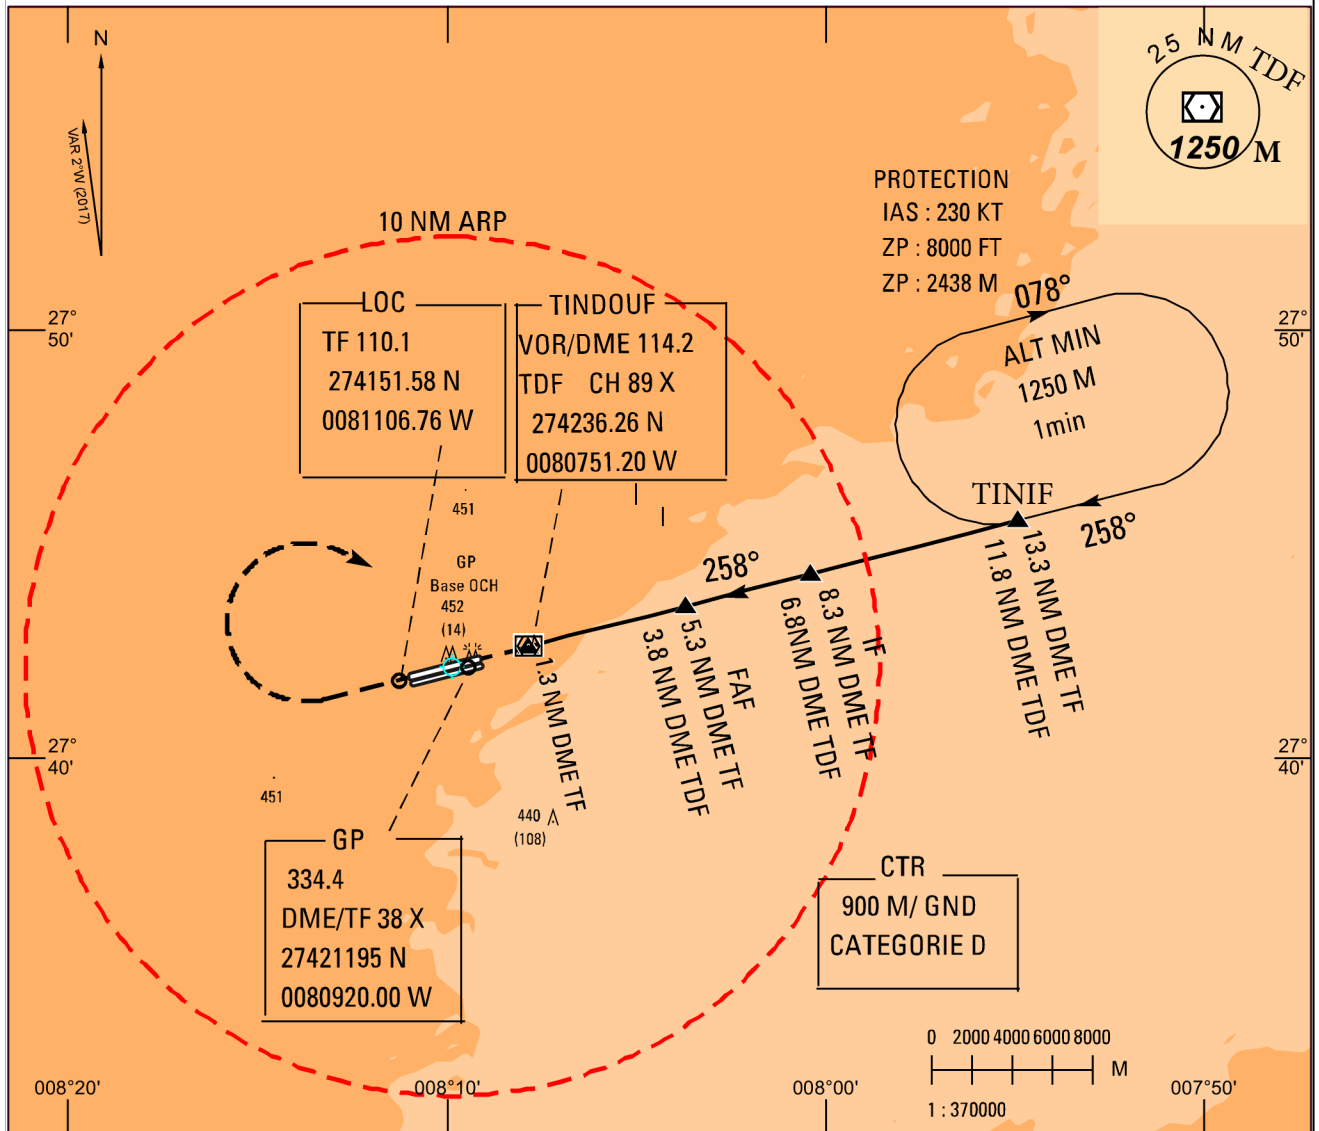 N
VAR 2°W (2017)
25 NM TDF
1250 M
PROTECTION
IAS : 230 KT
ZP : 8000 FT
ZP : 2438 M
10 NM ARP
27°
50'
27°
50'
LOC
TF 110.1
274151.58 N
0081106.76 W
TINDOUF
VOR/DME 114.2
TDF CH 89 X
274236.26 N
0080751.20 W
078°
ALT MIN
1250 M
1min
TINIF
258°
258°
451
GP
Base OCH
452
(14)
13.3 NM DME TF
11.8 NM DME TDF
IF
8.3 NM DME TF
6.8NM DME TDF
FAF
5.3 NM DME TF
3.8 NM DME TDF
1.3 NM DME TF
27°
40'
27°
40'
451
440
(108)
GP
334.4
DME/TF 38 X
27421195 N
0080920.00 W
CTR
900 M/ GND
CATEGORIE D
0 2000 4000 6000 8000
M
1 : 370000
008°20'
008°10'
008°00'
007°50'